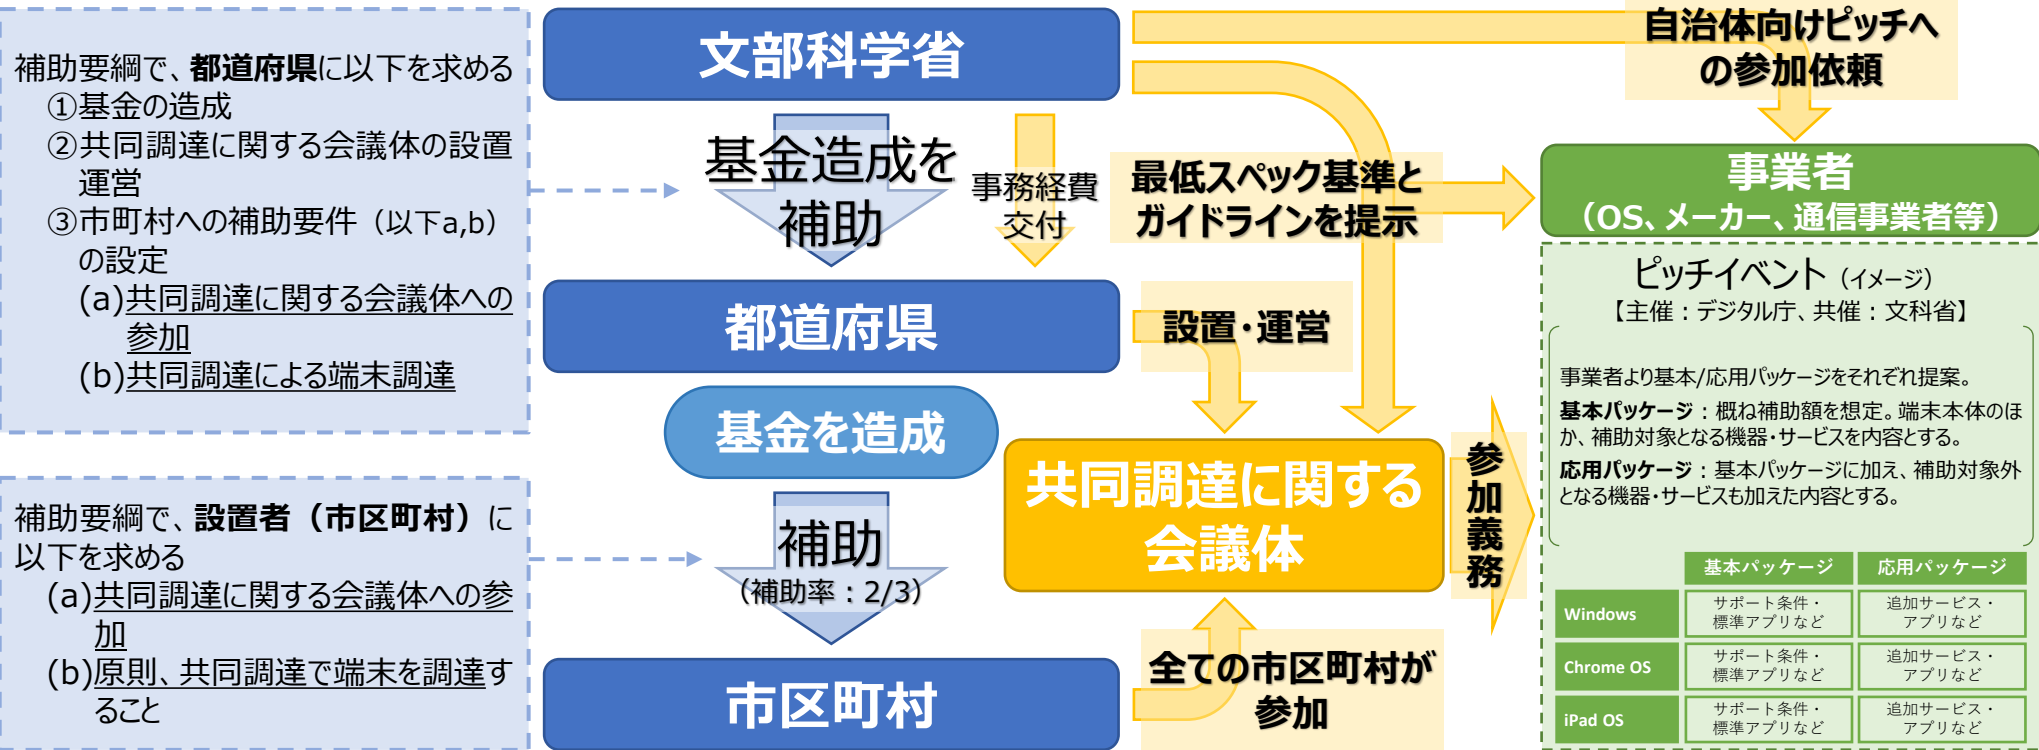 補助要綱で、都道府県に以下を求める
①基金の造成
②共同調達に関する会議体の設置
運営
③市町村への補助要件（以下a,b）
の設定
(a)共同調達に関する会議体への
参加
(b)共同調達による端末調達
補助要綱で、設置者（市区町村）に
以下を求める
(a)共同調達に関する会議体への参
加
(b)原則、共同調達で端末を調達す
ること
文部科学省
基金造成を
補助
事務経費
交付
都道府県
基金を造成
補助
（補助率：2/3）
市区町村
自治体向けピッチへ
の参加依頼
最低スペック基準と
ガイドラインを提示
設置・運営
共同調達に関する
会議体
全ての市区町村が
参加
参加義務
事業者
（OS、メーカー、通信事業者等）
ピッチイベント（イメージ）
【主催：デジタル庁、共催：文科省】
事業者より基本/応用パッケージをそれぞれ提案。
基本パッケージ：概ね補助額を想定。端末本体のほ
か、補助対象となる機器・サービスを内容とする。
応用パッケージ：基本パッケージに加え、補助対象外
となる機器・サービスも加えた内容とする。
基本パッケージ 応用パッケージ
Windows
サポート条件・
標準アプリなど
追加サービス・
アプリなど
Chrome OS
サポート条件・
標準アプリなど
追加サービス・
アプリなど
iPad OS
サポート条件・
標準アプリなど
追加サービス・
アプリなど